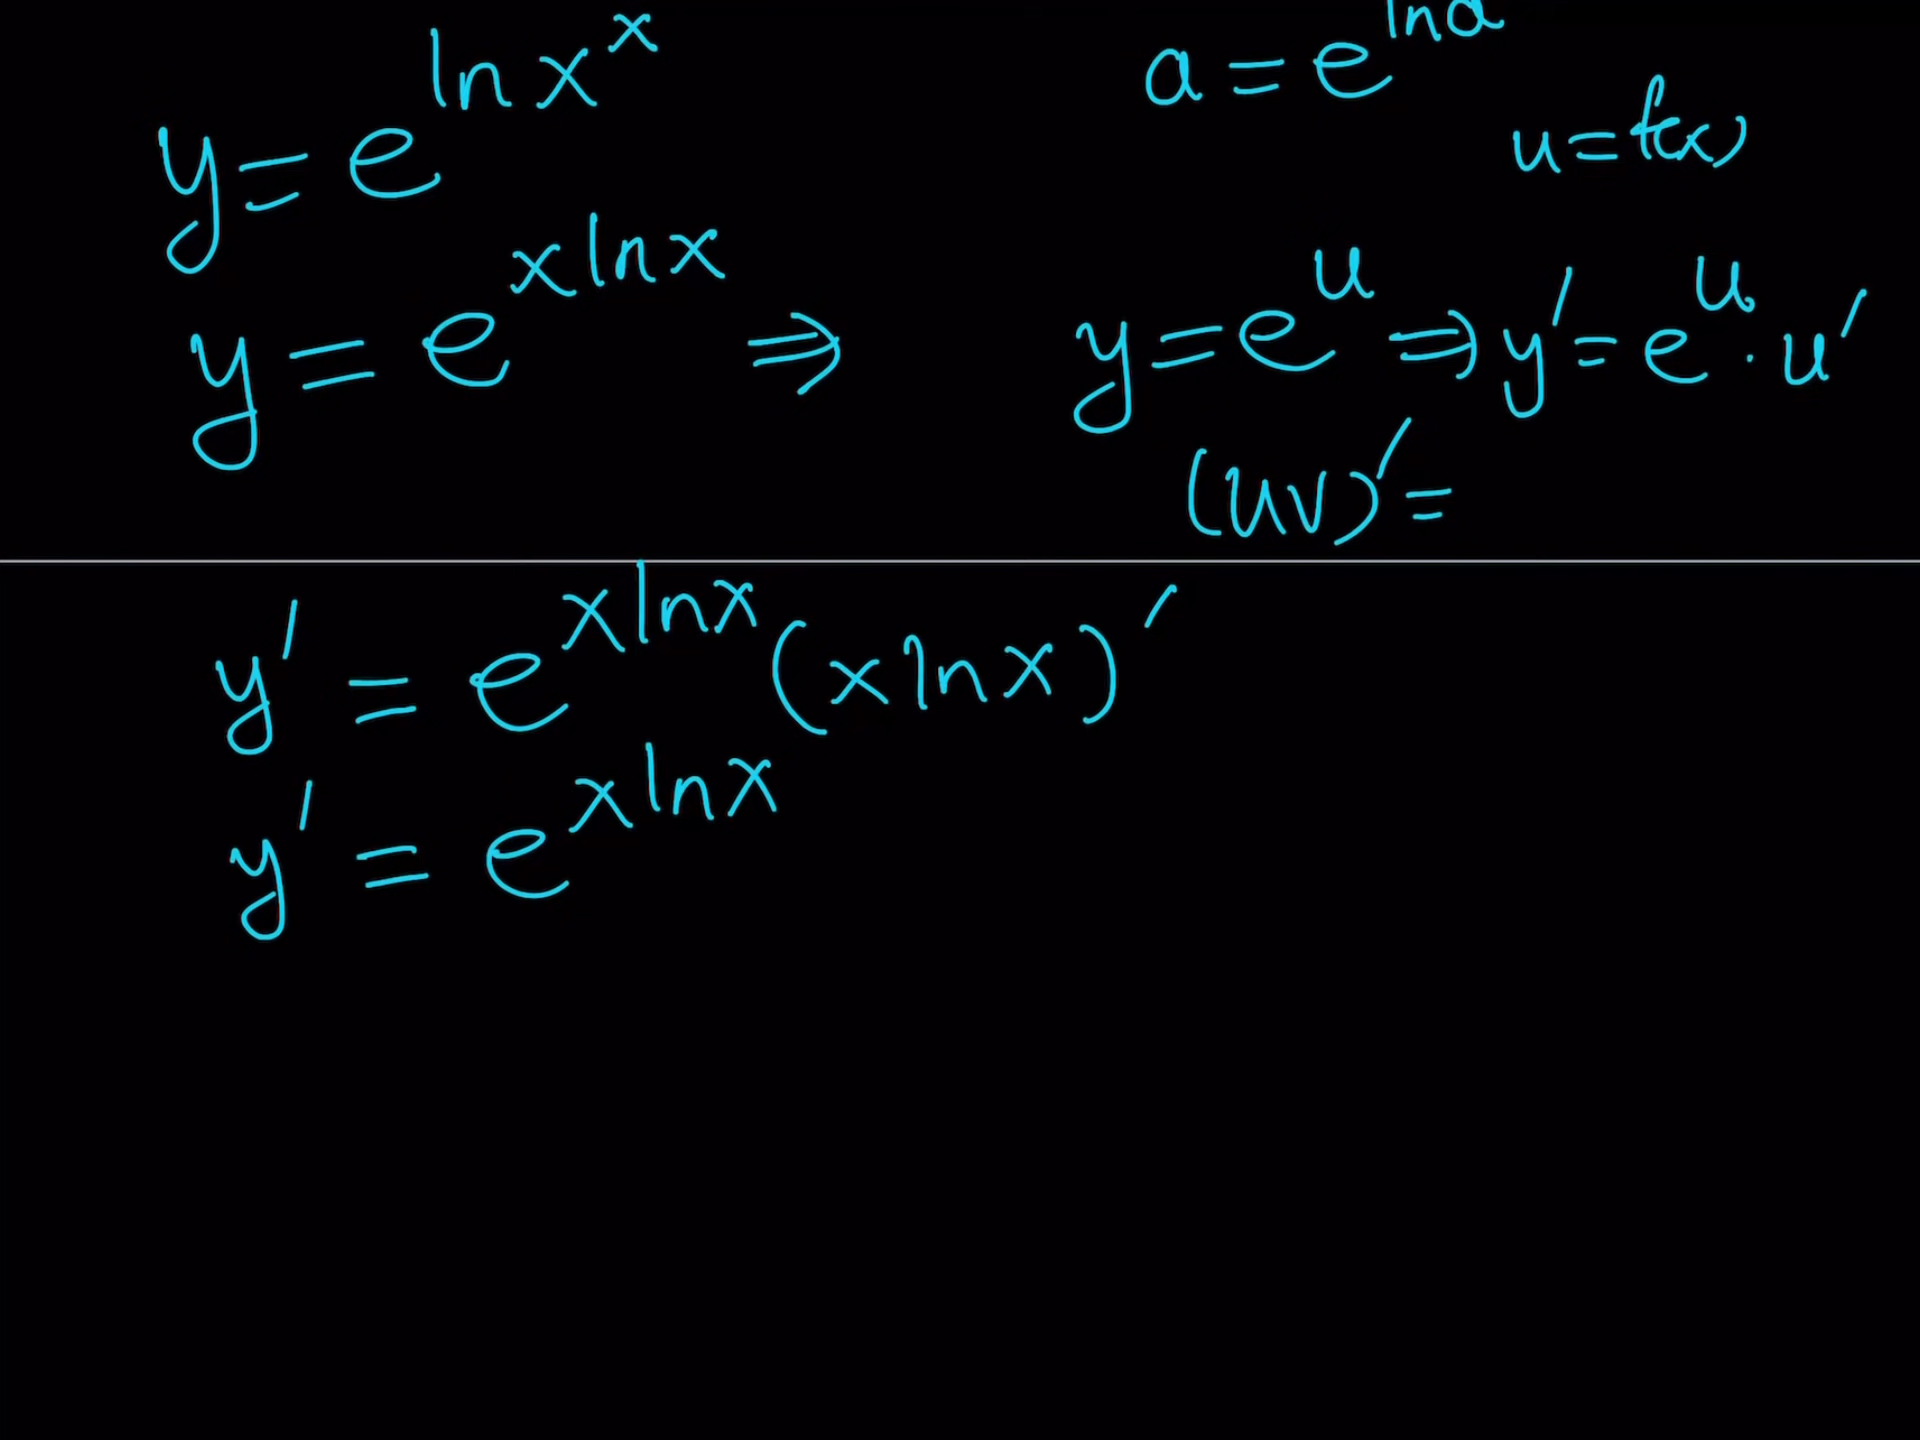 y = e^{ln x^x}
a = e^{ln a}
u = f(x)
y = e^{x ln x} ⇒
y = e^u ⇒ y' = e^u · u'
(uv)' =
y' = e^{x ln x} (x ln x)'
y' = e^{x ln x}